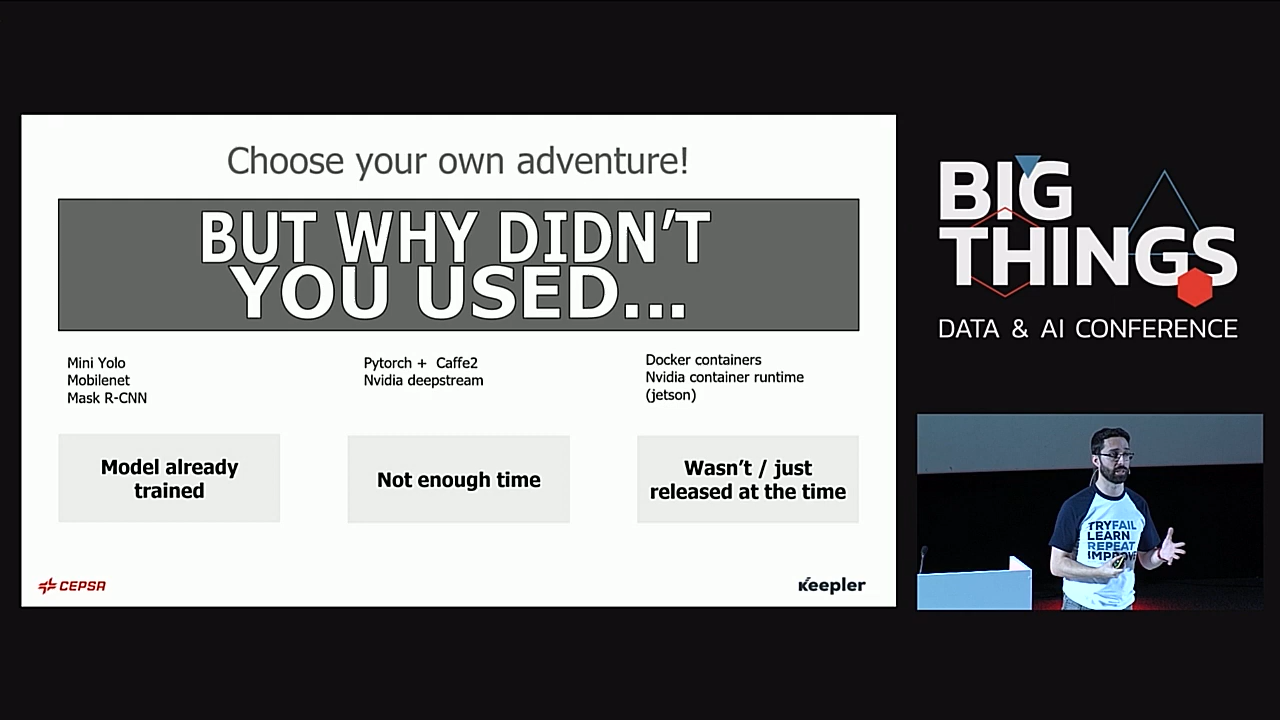 Choose your own adventure!
BUT WHY DIDN'T
YOU USED...
Mini Yolo
Mobilenet
Mask R-CNN
Pytorch + Caffe2
Nvidia deepstream
Docker containers
Nvidia container runtime
(jetson)
Model already
trained
Not enough time
Wasn't / just
released at the time
CEPSA
Keepler
BIG
THINGS
DATA & AI CONFERENCE
TRYFAIL
LEARN
REPEAT
IMPROVE